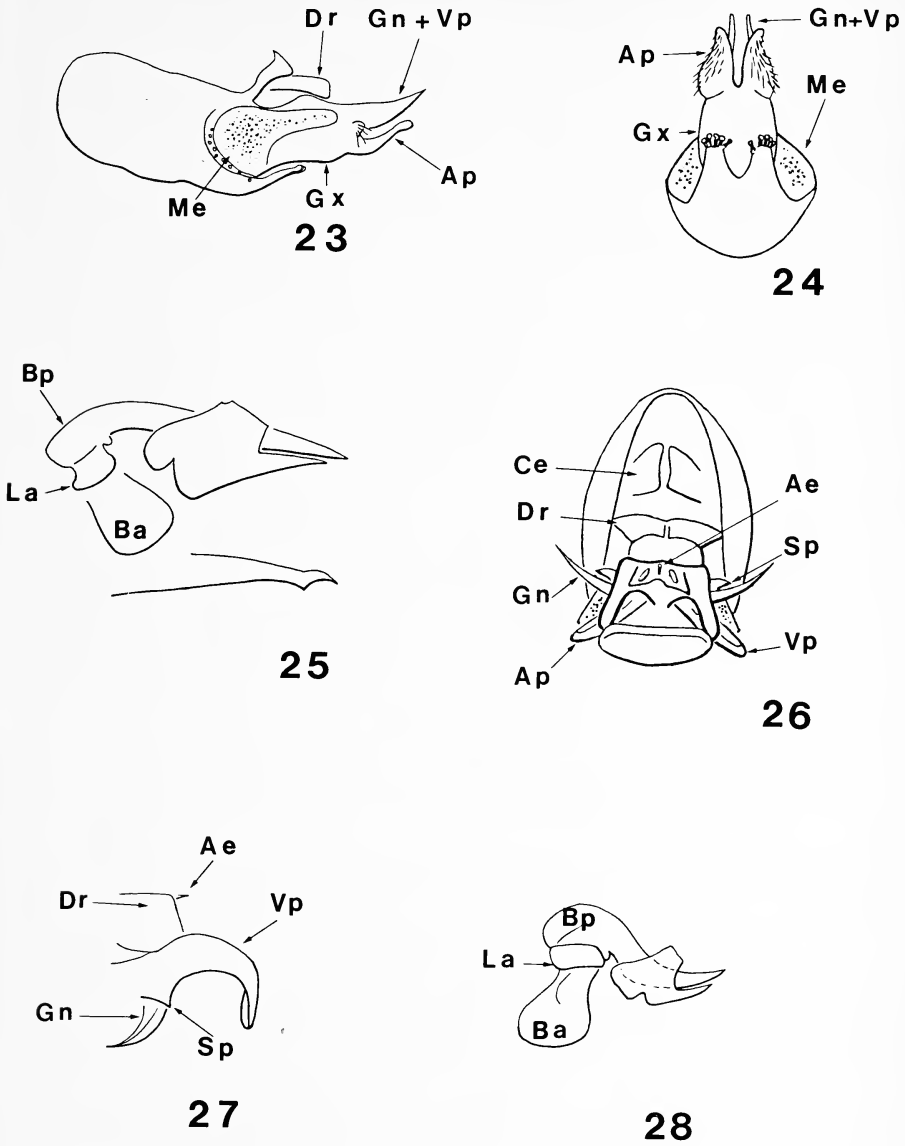 Dr
Gn + Vp
Me
Gx
Ap
23
Gn+Vp
Ap
Me
Gx
24
Bp
La
Ba
25
Ce
Dr
Gn
Ap
Ae
Sp
Vp
26
Ae
Dr
Vp
Gn
Sp
27
Bp
La
Ba
28